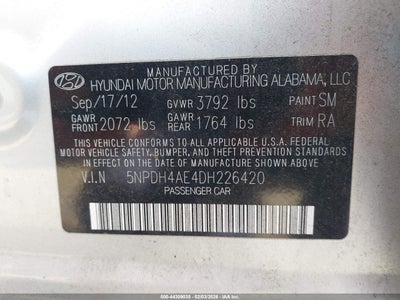 MANUFACTURED BY
HYUNDAI MOTOR MANUFACTURING ALABAMA, LLC
Sep/17/12 GVWR 3792 lbs PAINT SM
GAWR FRONT 2072 lbs GAWR REAR 1764 lbs TRIM RA
THIS VEHICLE CONFORMS TO ALL APPLICABLE U.S.A. FEDERAL
MOTOR VEHICLE SAFETY, BUMPER, AND THEFT PREVENTION
STANDARDS IN EFFECT ON THE DATE OF MANUFACTURE SHOWN ABOVE.
V.I.N 5NPDH4AE4DH226420
PASSENGER CAR